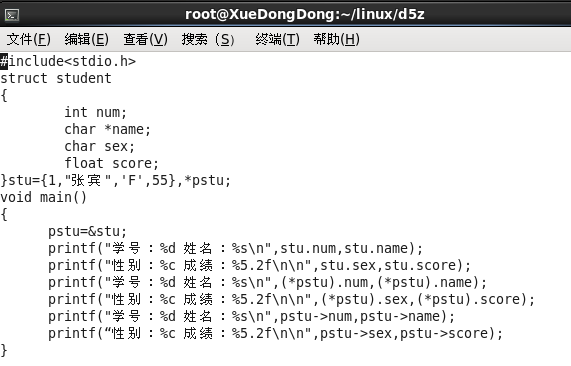 root@XueDongDong:~/linux/d5z
文件(F) 编辑(E) 查看(V) 搜索（S） 终端(T) 帮助(H)
#include<stdio.h>
struct student
{
        int num;
        char *name;
        char sex;
        float score;
}stu={1,"张宾",'F',55},*pstu;
void main()
{
      pstu=&stu;
      printf("学号：%d 姓名：%s\n",stu.num,stu.name);
      printf("性别：%c 成绩：%5.2f\n\n",stu.sex,stu.score);
      printf("学号：%d 姓名：%s\n",(*pstu).num,(*pstu).name);
      printf("性别：%c 成绩：%5.2f\n\n",(*pstu).sex,(*pstu).score);
      printf("学号：%d 姓名：%s\n",pstu->num,pstu->name);
      printf(“性别：%c 成绩：%5.2f\n\n",pstu->sex,pstu->score);
}